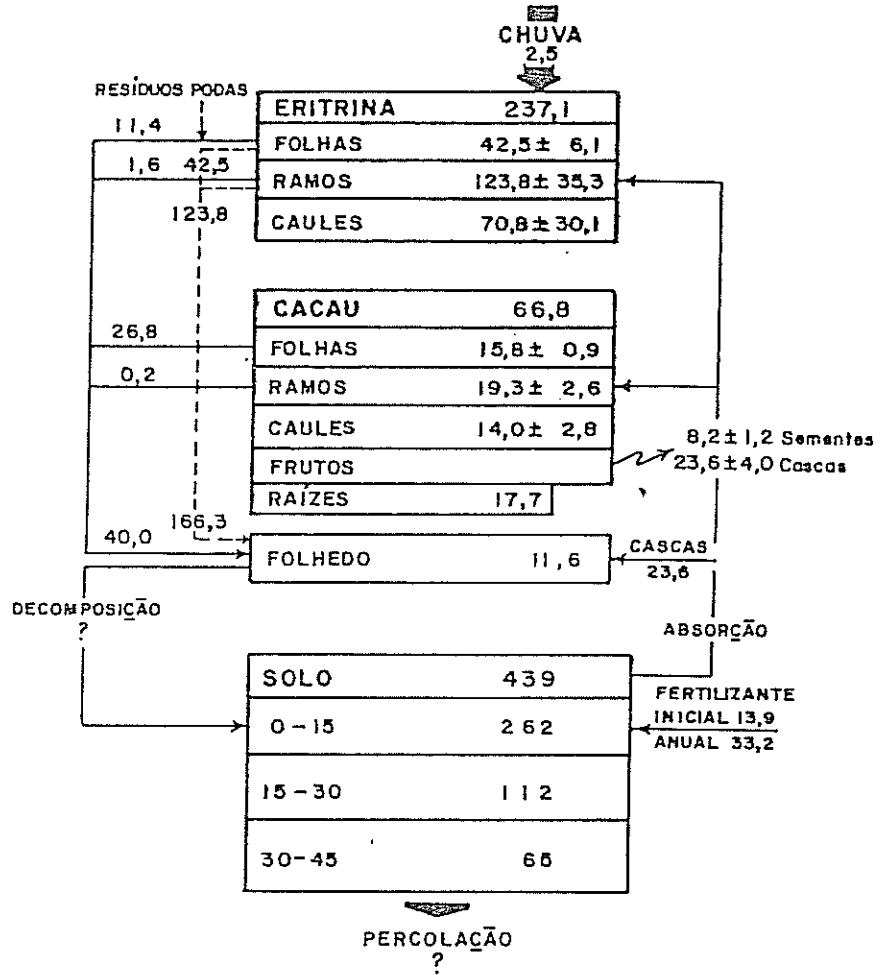 CHUVA
2,5
RESÍDUOS PODAS
ERITRINA 237,1
11,4
FOLHAS 42,5± 6,1
1,6 42,5
RAMOS 123,8± 35,3
123,8
CAULES 70,8± 30,1
CACAU 66,8
26,8
FOLHAS 15,8± 0,9
0,2
RAMOS 19,3± 2,6
CAULES 14,0± 2,8
8,2±1,2 Sementes
FRUTOS
23,6±4,0 Cascas
RAÍZES 17,7
166,3
40,0
FOLHEDO 11,6
CASCAS
23,6
DECOMPOSIÇÃO
?
ABSORÇÃO
SOLO 439
FERTILIZANTE
INICIAL 13,9
0-15 262
ANUAL 33,2
15-30 112
30-45 65
PERCOLAÇÃO
?